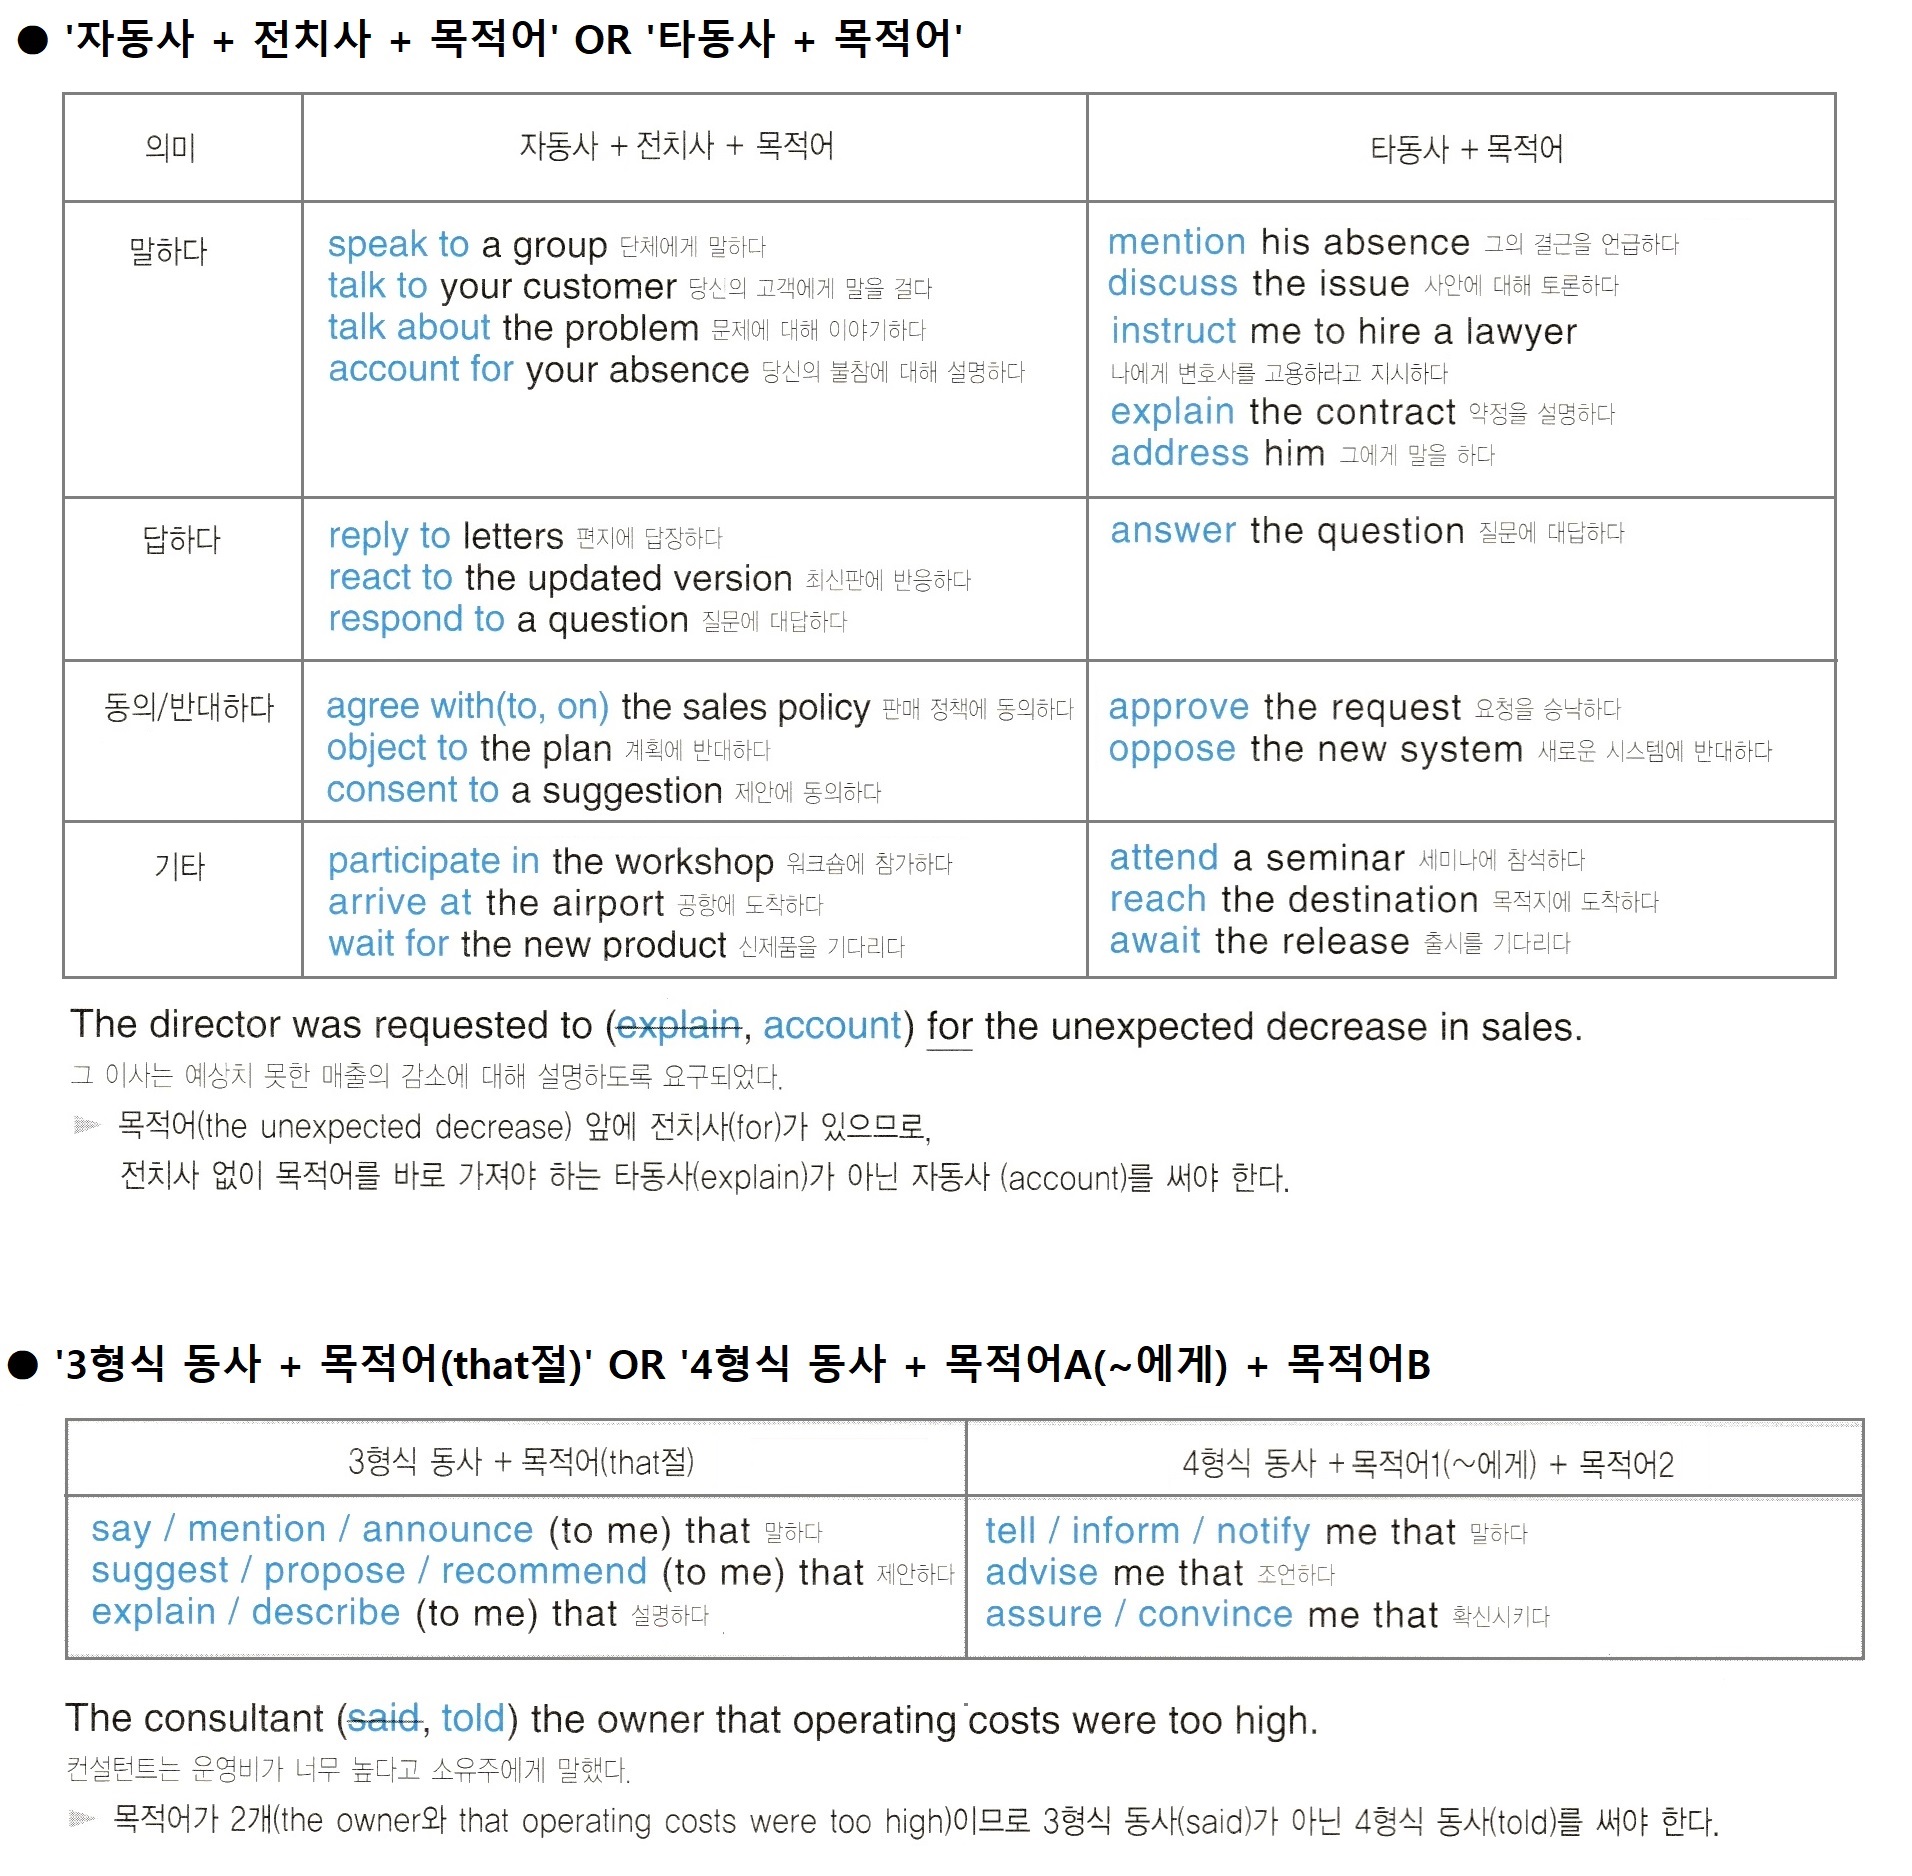 ● '자동사 + 전치사 + 목적어' OR '타동사 + 목적어'
의미
자동사 + 전치사 + 목적어
타동사 + 목적어
말하다
speak to a group 단체에게 말하다
talk to your customer 당신의 고객에게 말을 걸다
talk about the problem 문제에 대해 이야기하다
account for your absence 당신의 불참에 대해 설명하다
mention his absence 그의 결근을 언급하다
discuss the issue 사안에 대해 토론하다
instruct me to hire a lawyer
나에게 변호사를 고용하라고 지시하다
explain the contract 약정을 설명하다
address him 그에게 말을 하다
답하다
reply to letters 편지에 답장하다
react to the updated version 최신판에 반응하다
respond to a question 질문에 대답하다
answer the question 질문에 대답하다
동의/반대하다
agree with(to, on) the sales policy 판매 정책에 동의하다
object to the plan 계획에 반대하다
consent to a suggestion 제안에 동의하다
approve the request 요청을 승낙하다
oppose the new system 새로운 시스템에 반대하다
기타
participate in the workshop 워크숍에 참가하다
arrive at the airport 공항에 도착하다
wait for the new product 신제품을 기다리다
attend a seminar 세미나에 참석하다
reach the destination 목적지에 도착하다
await the release 출시를 기다리다
The director was requested to (explain, account) for the unexpected decrease in sales.
그 이사는 예상치 못한 매출의 감소에 대해 설명하도록 요구되었다.
목적어(the unexpected decrease) 앞에 전치사(for)가 있으므로,
전치사 없이 목적어를 바로 가져야 하는 타동사(explain)가 아닌 자동사 (account)를 써야 한다.
● '3형식 동사 + 목적어(that절)' OR '4형식 동사 + 목적어A(~에게) + 목적어B
3형식 동사 + 목적어(that절)
4형식 동사 + 목적어1(~에게) + 목적어2
say / mention / announce (to me) that 말하다
suggest / propose / recommend (to me) that 제안하다
explain / describe (to me) that 설명하다
tell / inform / notify me that 말하다
advise me that 조언하다
assure / convince me that 확신시키다
The consultant (said, told) the owner that operating costs were too high.
컨설턴트는 운영비가 너무 높다고 소유주에게 말했다.
목적어가 2개(the owner와 that operating costs were too high)이므로 3형식 동사(said)가 아닌 4형식 동사(told)를 써야 한다.